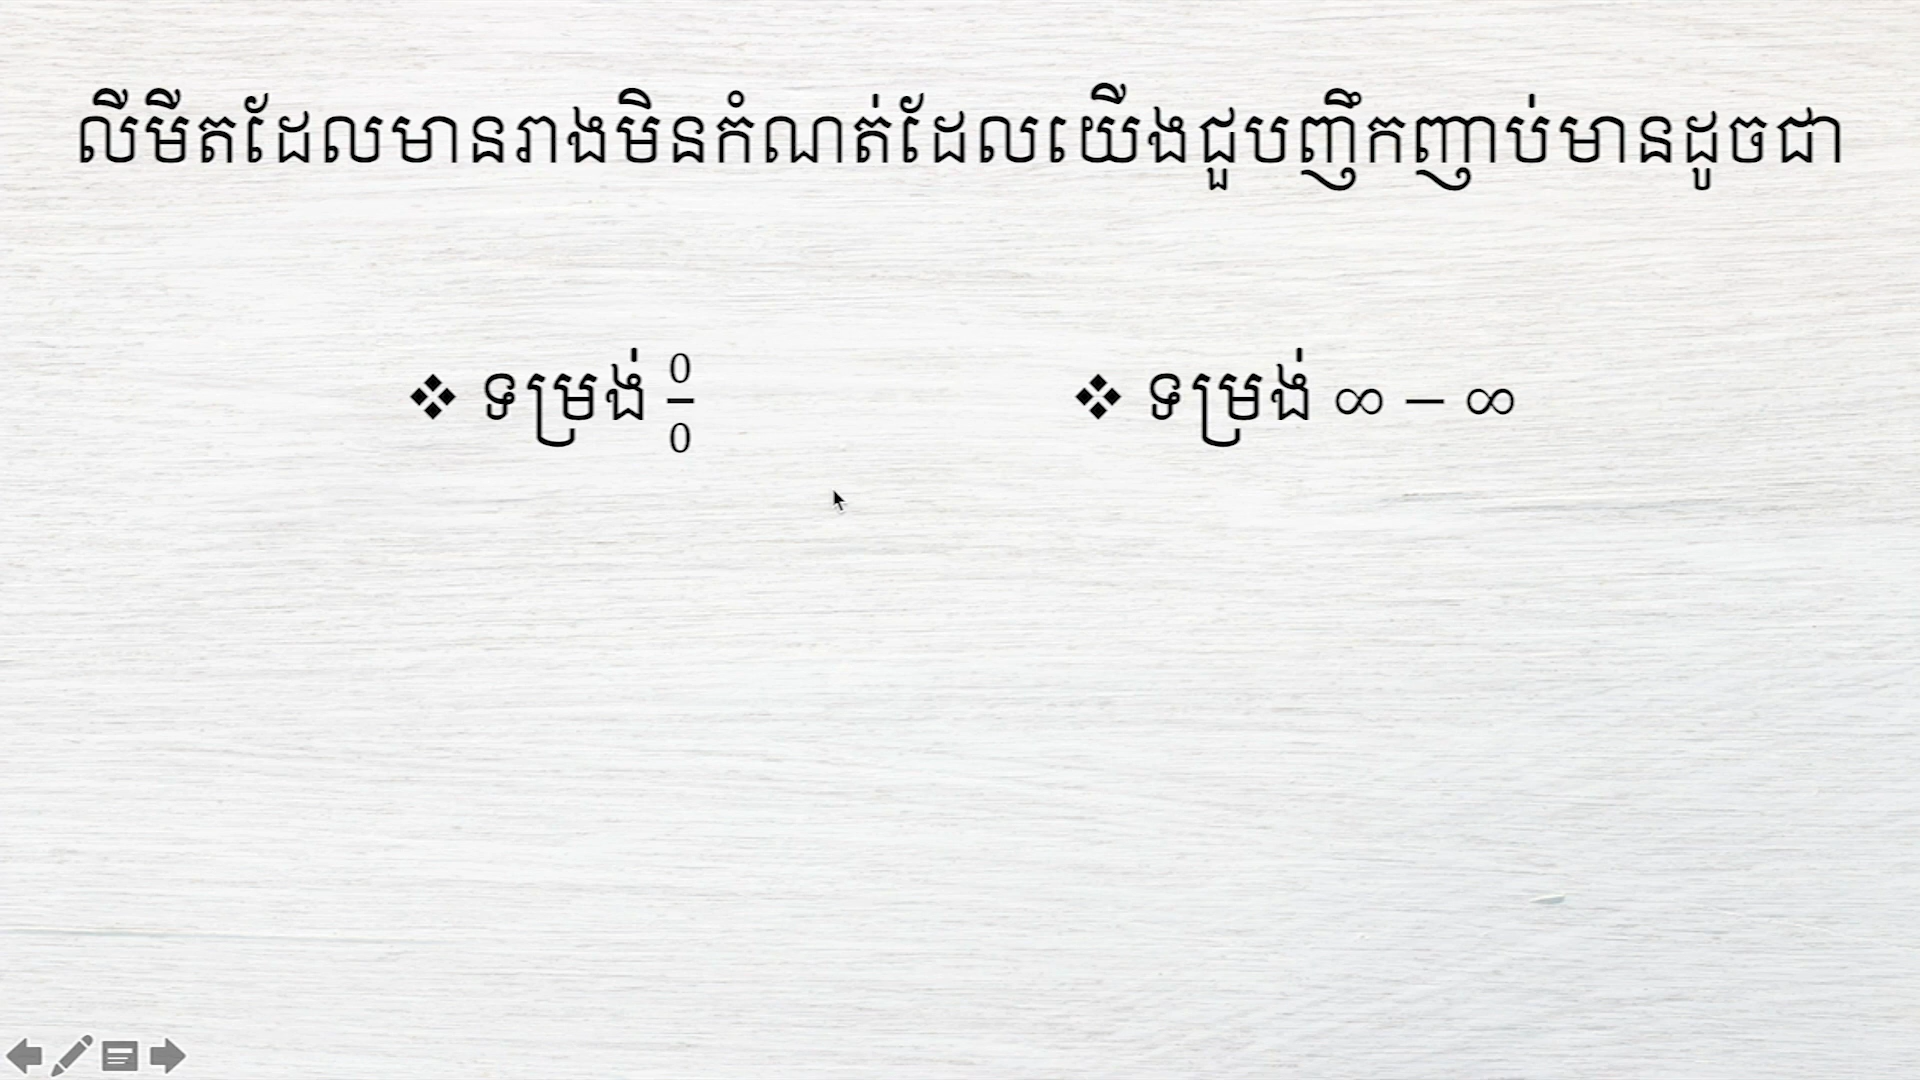 លីមីតដែលមានរាងមិនកំណត់ដែលយើងជួបញឹកញាប់មានដូចជា
❖ ទម្រង់ 0/0
❖ ទម្រង់ ∞ − ∞